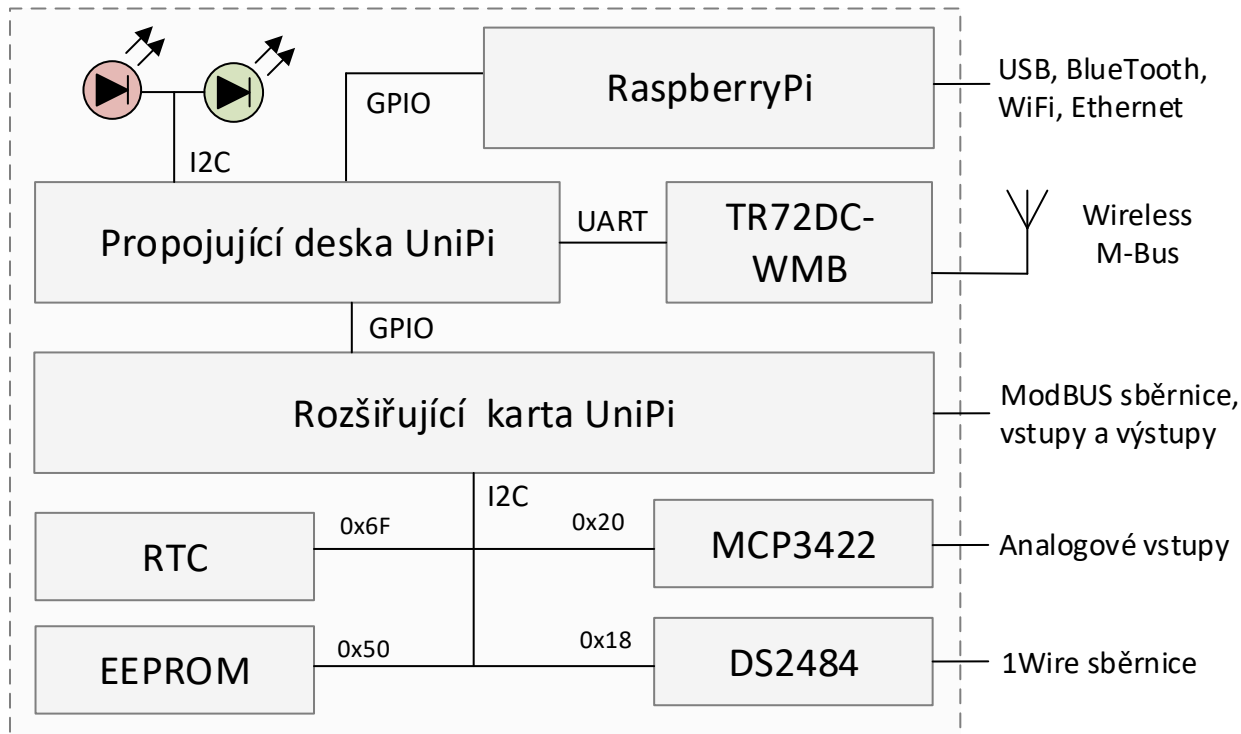 RaspberryPi
USB, BlueTooth,
WiFi, Ethernet
GPIO
I2C
Propojující deska UniPi
UART
TR72DC-
WMB
Wireless
M-Bus
GPIO
Rozšiřující karta UniPi
ModBUS sběrnice,
vstupy a výstupy
I2C
RTC
0x6F
0x20
MCP3422
Analogové vstupy
EEPROM
0x50
0x18
DS2484
1Wire sběrnice